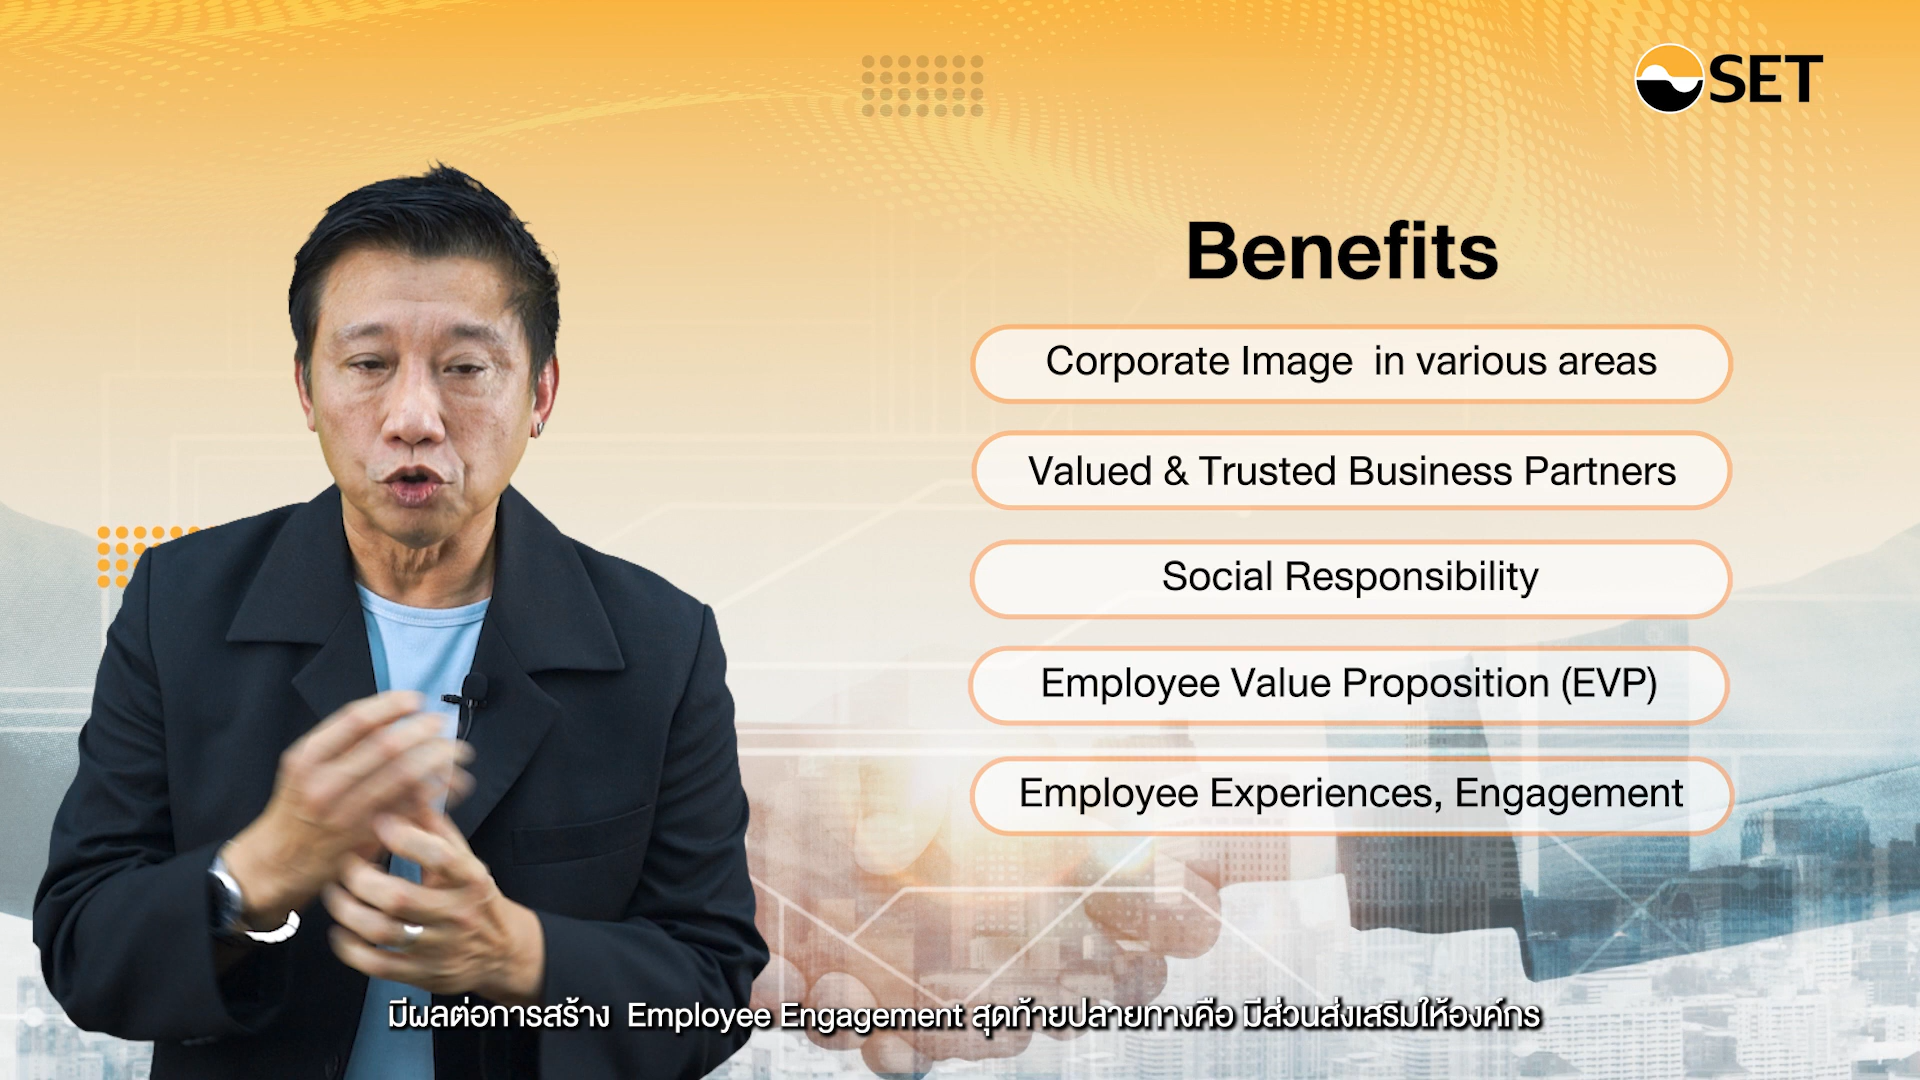 SET
Benefits
Corporate Image in various areas
Valued & Trusted Business Partners
Social Responsibility
Employee Value Proposition (EVP)
Employee Experiences, Engagement
มีผลต่อการสร้าง Employee Engagement สุดท้ายปลายทางคือ มีส่วนส่งเสริมให้องค์กร